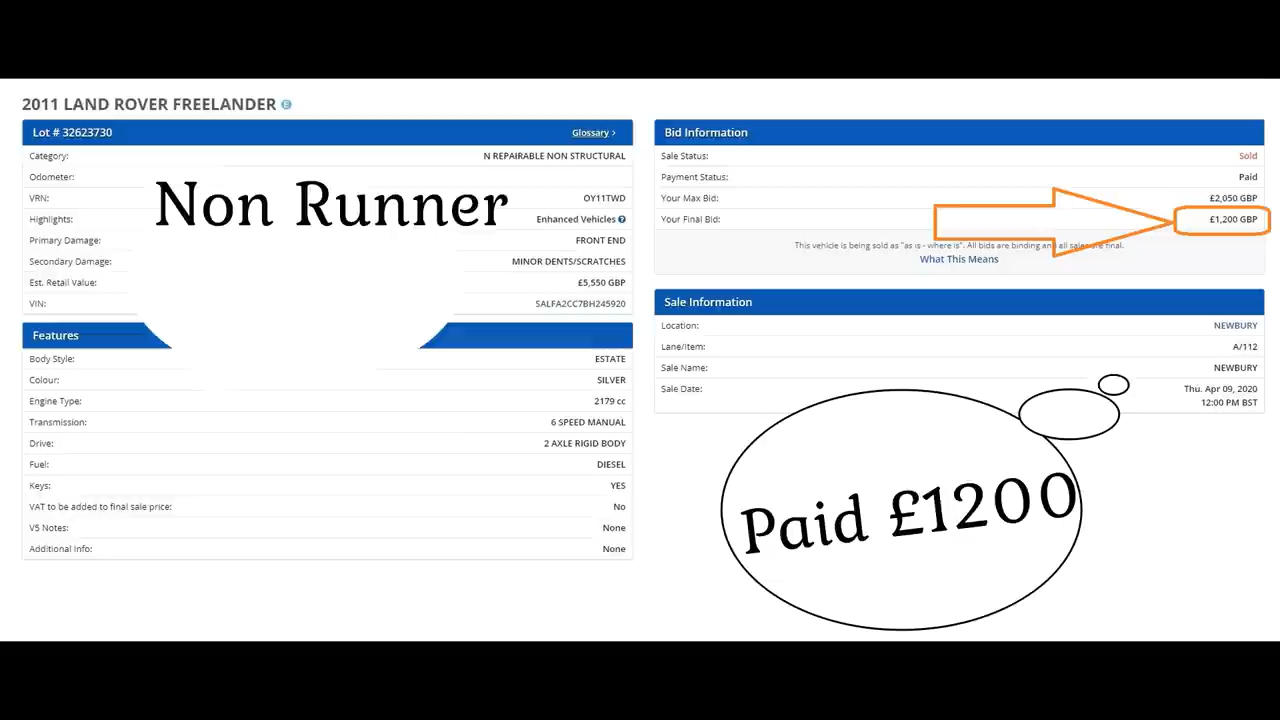 2011 LAND ROVER FREELANDER E
Lot # 32623730 Glossary >
Category: N REPAIRABLE NON STRUCTURAL
Odometer:
VRN: OY11TWD
Highlights: Enhanced Vehicles ?
Primary Damage: FRONT END
Secondary Damage: MINOR DENTS/SCRATCHES
Est. Retail Value: £5,550 GBP
VIN: SALFA2CC7BH245920
Non Runner
Features
Body Style: ESTATE
Colour: SILVER
Engine Type: 2179 cc
Transmission: 6 SPEED MANUAL
Drive: 2 AXLE RIGID BODY
Fuel: DIESEL
Keys: YES
VAT to be added to final sale price: No
V5 Notes: None
Additional Info: None
Bid Information
Sale Status: Sold
Payment Status: Paid
Your Max Bid: £2,050 GBP
Your Final Bid: £1,200 GBP
This vehicle is being sold as "as is - where is". All bids are binding and all sales are final.
What This Means
Sale Information
Location: NEWBURY
Lane/Item: A/112
Sale Name: NEWBURY
Sale Date: Thu. Apr 09, 2020
12:00 PM BST
Paid £1200